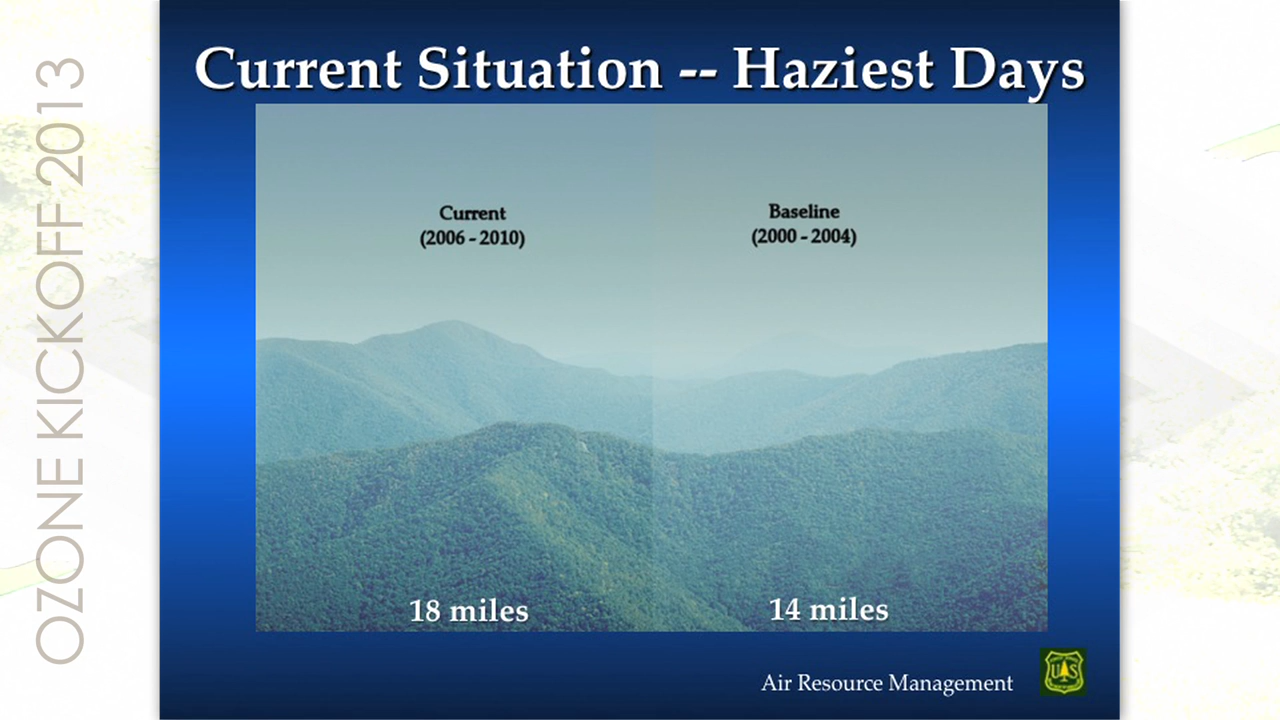 OZONE KICKOFF 2013
Current Situation -- Haziest Days
Current
(2006 - 2010)
Baseline
(2000 - 2004)
18 miles
14 miles
Air Resource Management
UAS